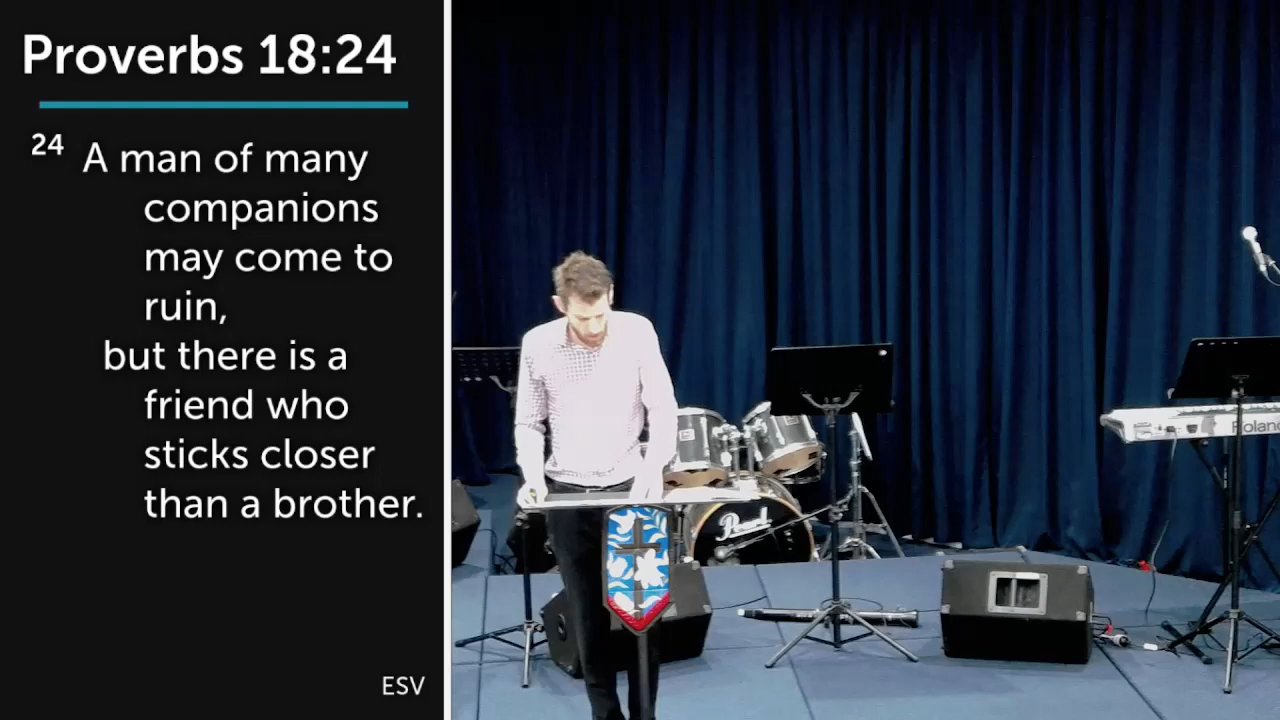 Proverbs 18:24
24 A man of many
companions
may come to
ruin,
but there is a
friend who
sticks closer
than a brother.
ESV
Pearl
Roland